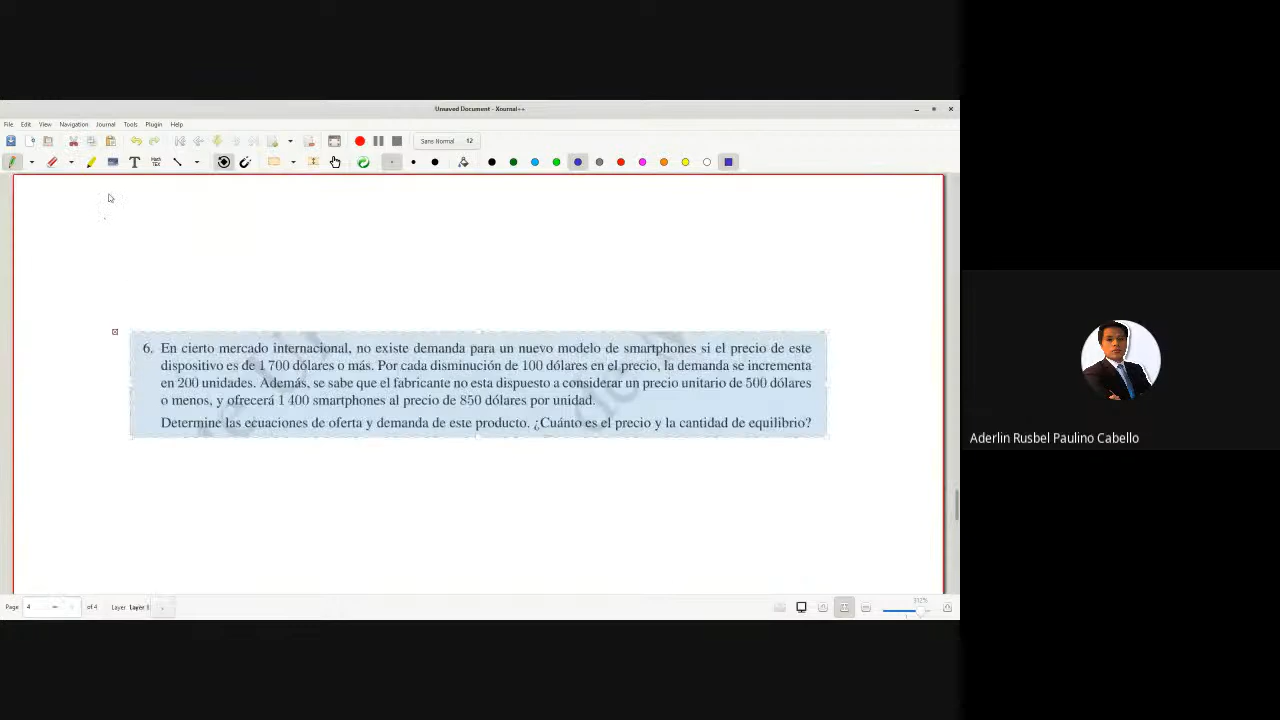 Unsaved Document - Xournal++
File Edit View Navigation Journal Tools Plugin Help
Sans Normal 12
6. En cierto mercado internacional, no existe demanda para un nuevo modelo de smartphones si el precio de este
dispositivo es de 1 700 dólares o más. Por cada disminución de 100 dólares en el precio, la demanda se incrementa
en 200 unidades. Además, se sabe que el fabricante no esta dispuesto a considerar un precio unitario de 500 dólares
o menos, y ofrecerá 1 400 smartphones al precio de 850 dólares por unidad.
Determine las ecuaciones de oferta y demanda de este producto. ¿Cuánto es el precio y la cantidad de equilibrio?
Aderlin Rusbel Paulino Cabello
Page 4 of 4 Layer Layer 1